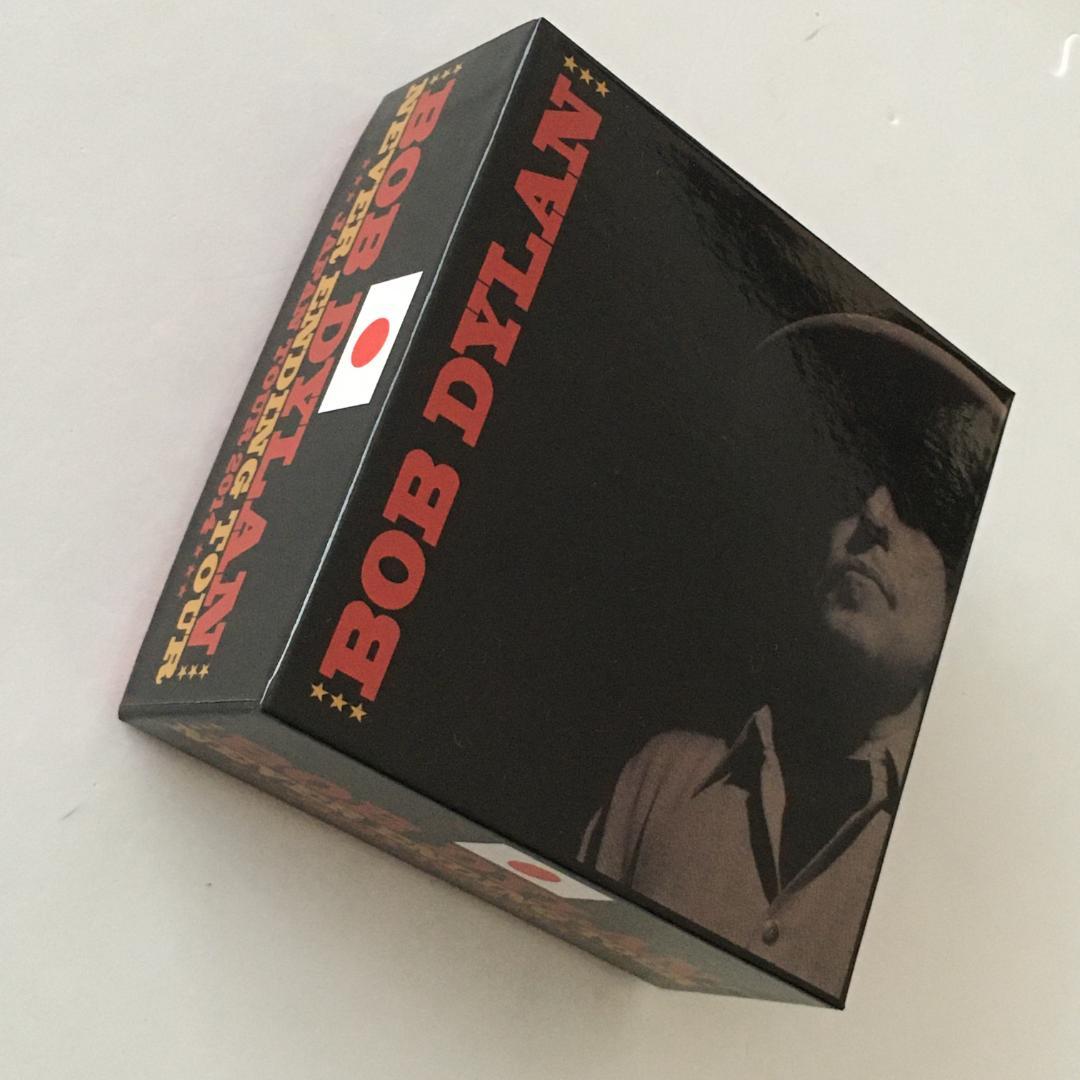 BOB DYLAN
BOB DYLAN
NEVER ENDING TOUR
JAPAN TOUR 2014